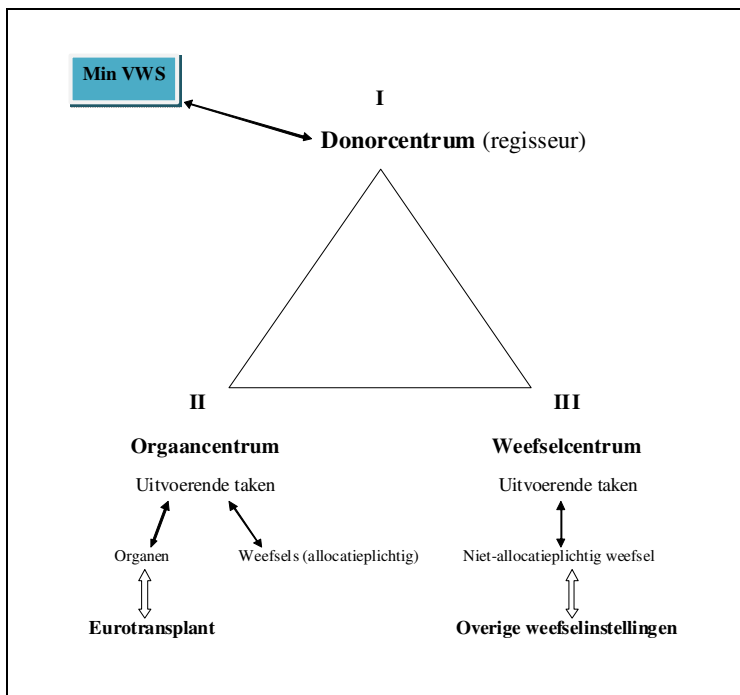 Min VWS
I
Donorcentrum (regisseur)
II
III
Orgaancentrum
Weefselcentrum
Uitvoerende taken
Uitvoerende taken
Organen
Weefsels (allocatieplichtig)
Niet-allocatieplichtig weefsel
Eurotransplant
Overige weefselinstellingen